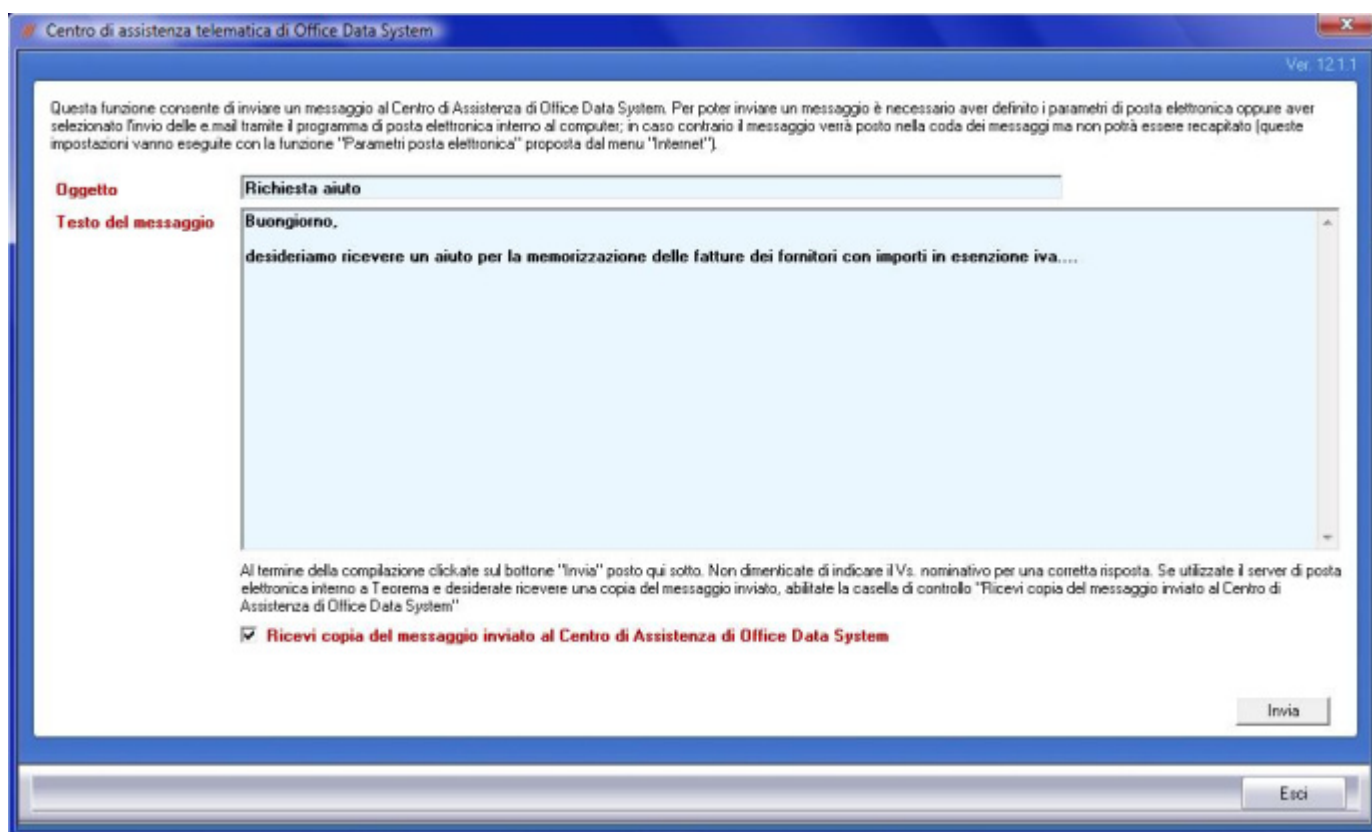 Centro di assistenza telematica di Office Data System
Ver. 12.1.1
Questa funzione consente di inviare un messaggio al Centro di Assistenza di Office Data System. Per poter inviare un messaggio è necessario aver definito i parametri di posta elettronica oppure aver
selezionato l'invio delle e.mail tramite il programma di posta elettronica interno al computer; in caso contrario il messaggio verrà posto nella coda dei messaggi ma non potrà essere recapitato (queste
impostazioni vanno eseguite con la funzione "Parametri posta elettronica" proposta dal menu "Internet").
Oggetto
Richiesta aiuto
Testo del messaggio
Buongiorno,
desideriamo ricevere un aiuto per la memorizzazione delle fatture dei fornitori con importi in esenzione iva....
Al termine della compilazione clickate sul bottone "Invia" posto qui sotto. Non dimenticate di indicare il Vs. nominativo per una corretta risposta. Se utilizzate il server di posta
elettronica interno a Teorema e desiderate ricevere una copia del messaggio inviato, abilitate la casella di controllo "Ricevi copia del messaggio inviato al Centro di
Assistenza di Office Data System"
Ricevi copia del messaggio inviato al Centro di Assistenza di Office Data System
Invia
Esci